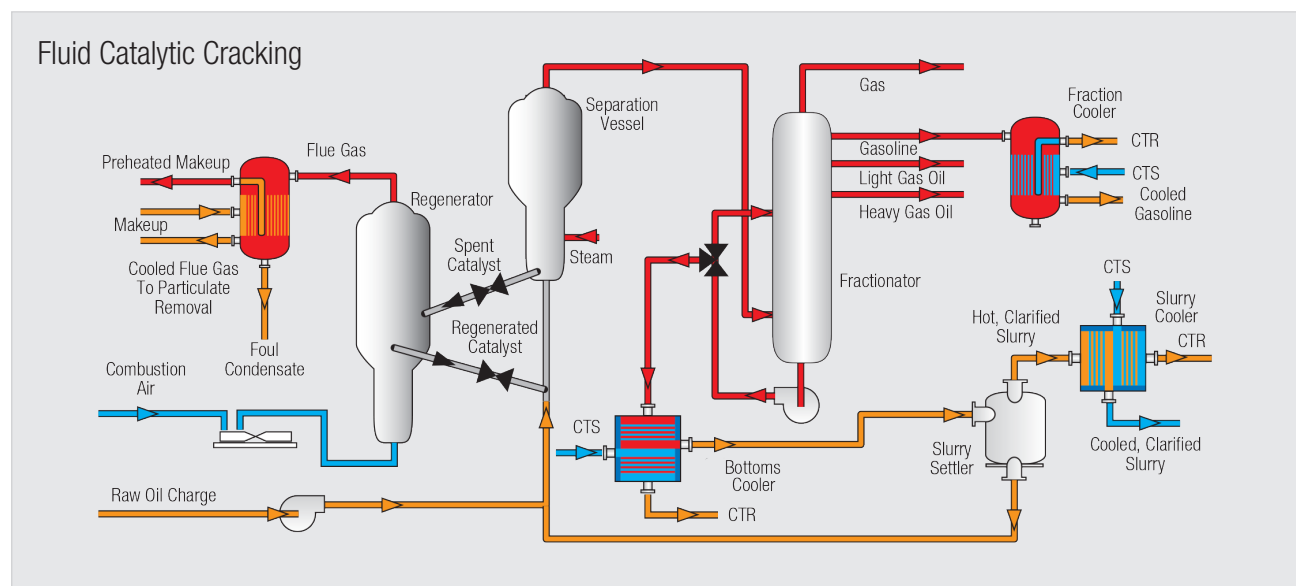 Fluid Catalytic Cracking
Separation
Vessel
Gas
Fraction
Cooler
CTR
Gasoline
Light Gas Oil
CTS
Cooled
Gasoline
Heavy Gas Oil
Flue Gas
Preheated Makeup
Makeup
Regenerator
Cooled Flue Gas
To Particulate
Removal
Spent
Catalyst
Steam
Fractionator
CTS
Slurry
Cooler
CTR
Hot, Clarified
Slurry
Regenerated
Catalyst
Foul
Condensate
Combustion
Air
CTS
Bottoms
Cooler
CTR
Slurry
Settler
Cooled, Clarified
Slurry
Raw Oil Charge